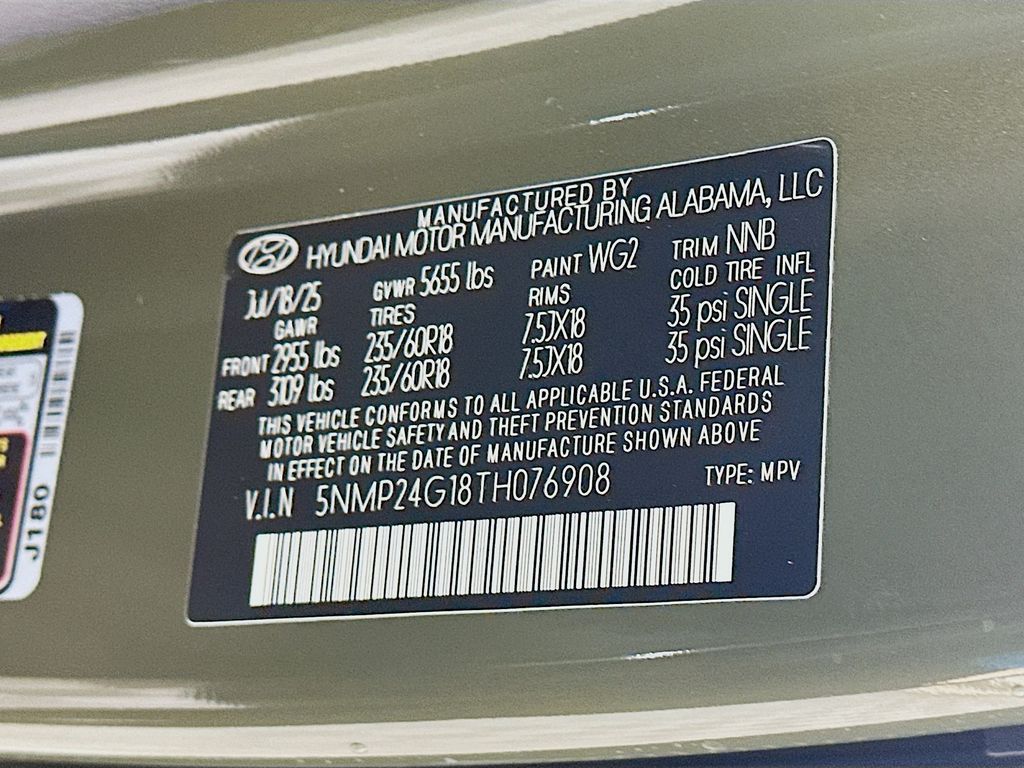 MANUFACTURED BY
HYUNDAI MOTOR MANUFACTURING ALABAMA, LLC
Jul/18/25 GVWR 5655 lbs PAINT WG2 TRIM NNB
GAWR TIRES RIMS COLD TIRE INFL
FRONT 2955 lbs 235/60R18 7.5JX18 35 psi SINGLE
REAR 3109 lbs 235/60R18 7.5JX18 35 psi SINGLE
THIS VEHICLE CONFORMS TO ALL APPLICABLE U.S.A. FEDERAL
MOTOR VEHICLE SAFETY AND THEFT PREVENTION STANDARDS
IN EFFECT ON THE DATE OF MANUFACTURE SHOWN ABOVE
V.I.N 5NMP24G18TH076908 TYPE: MPV
J180